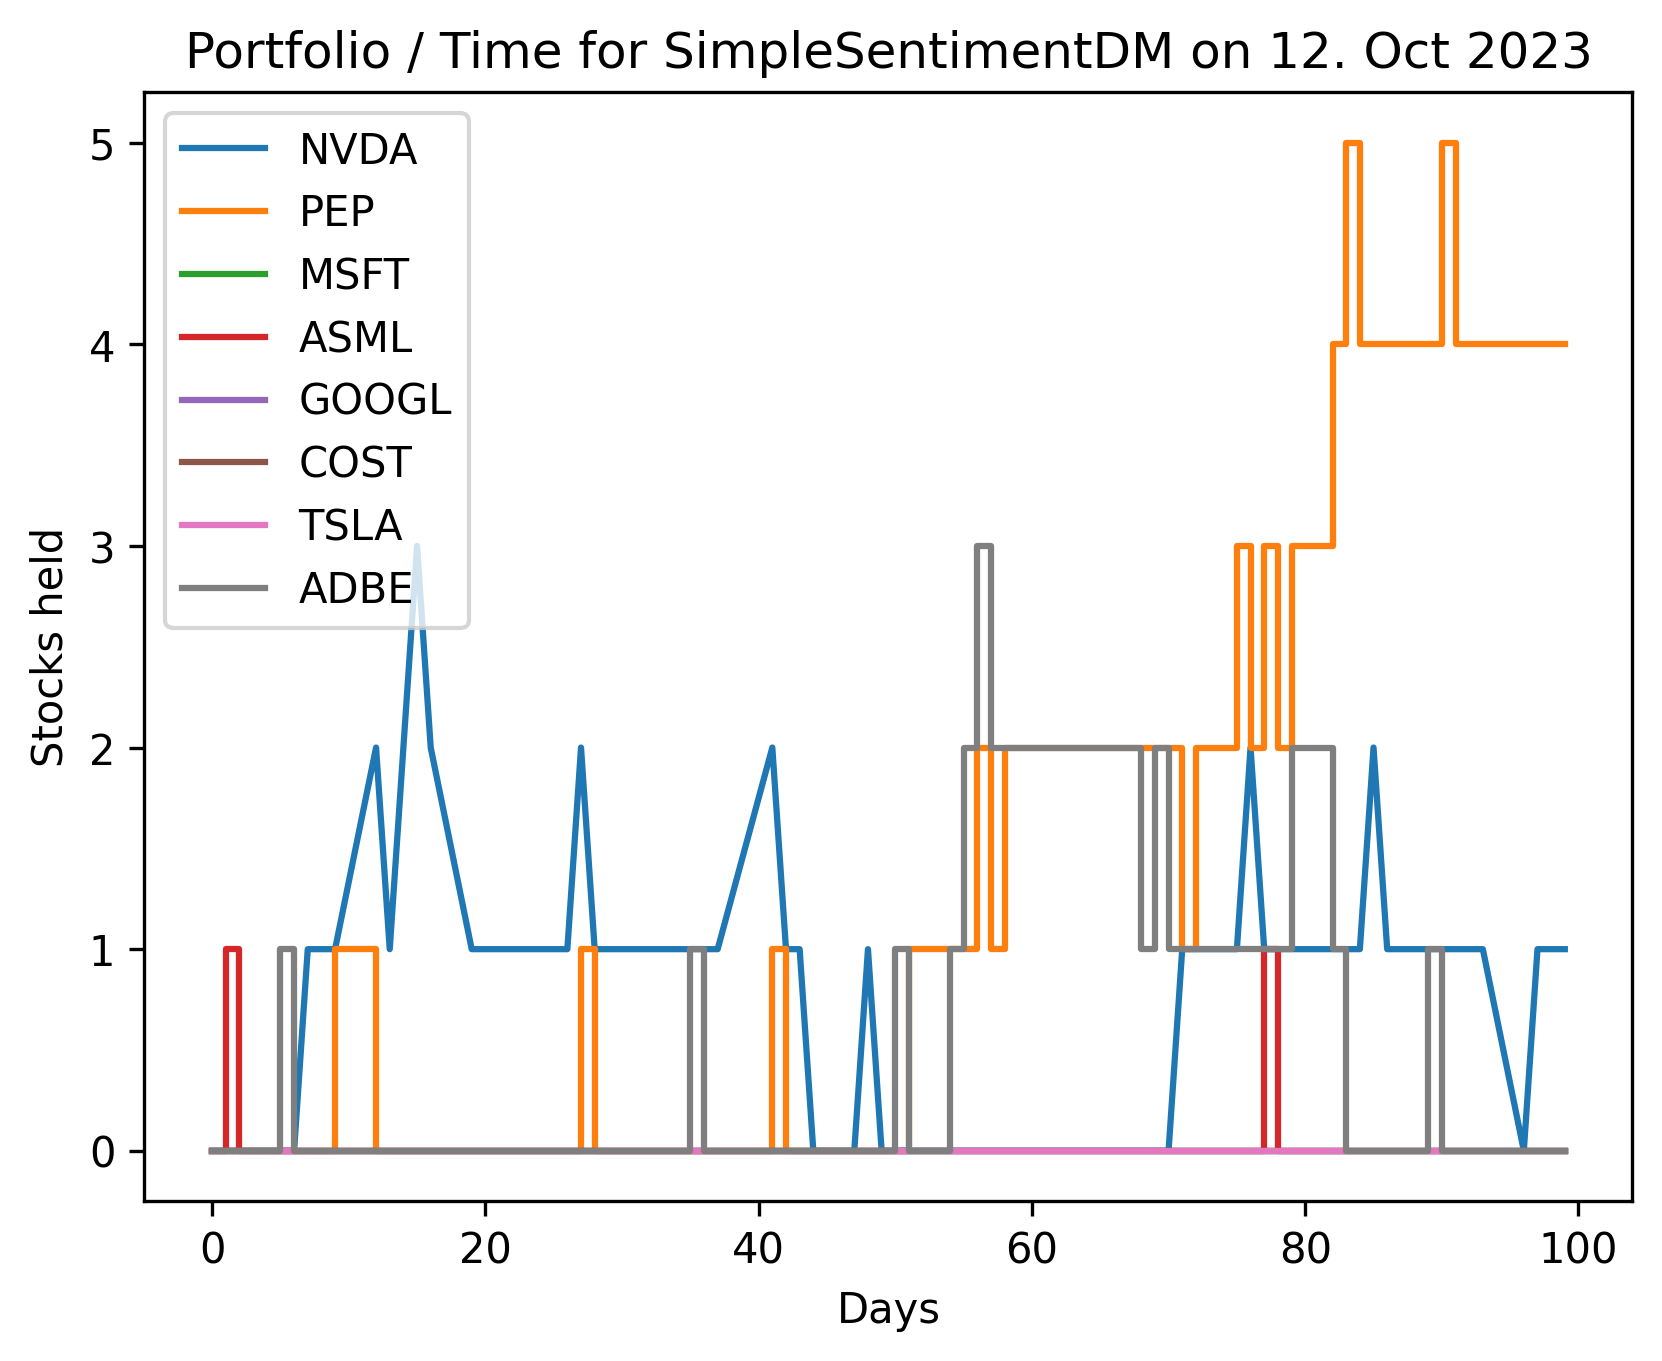 Portfolio / Time for SimpleSentimentDM on 12. Oct 2023
NVDA
PEP
MSFT
ASML
GOOGL
COST
TSLA
ADBE
5
4
3
2
1
0
Stocks held
0 20 40 60 80 100
Days